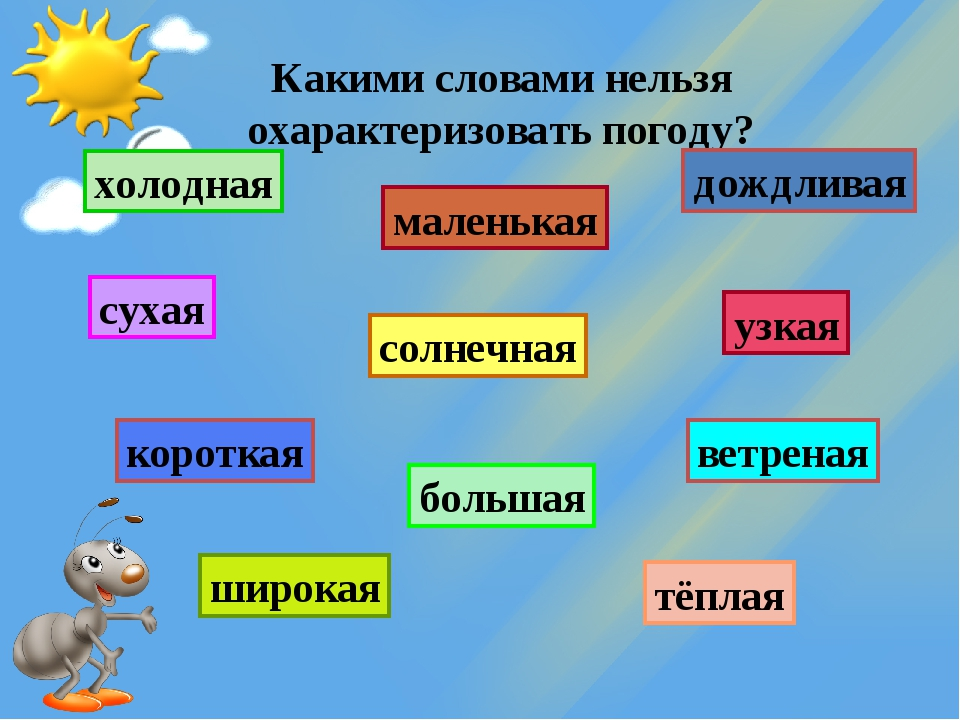 Какими словами нельзя
охарактеризовать погоду?
холодная
дождливая
маленькая
сухая
узкая
солнечная
короткая
ветреная
большая
широкая
тёплая